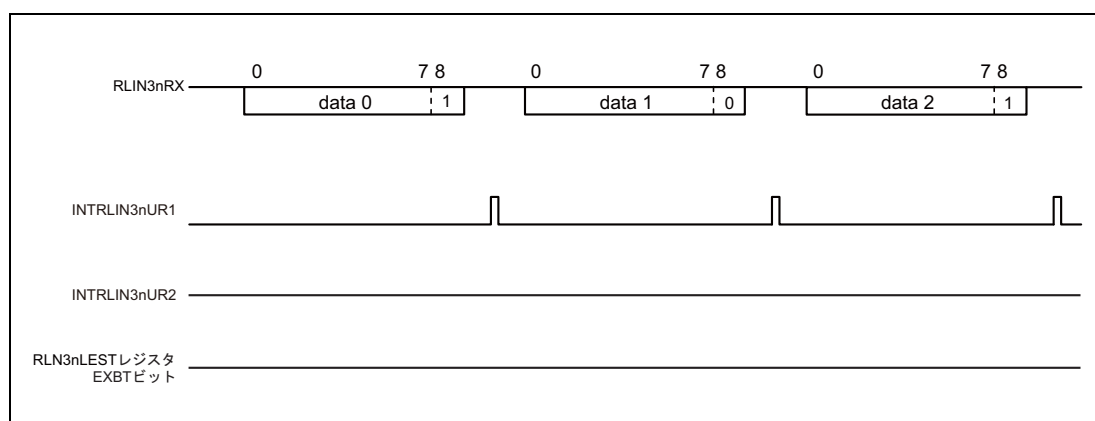 0 7 8 0 7 8 0 7 8
RLIN3nRX
data 0 1 data 1 0 data 2 1
INTRLIN3nUR1
INTRLIN3nUR2
RLN3nLESTレジスタ
EXBTビット